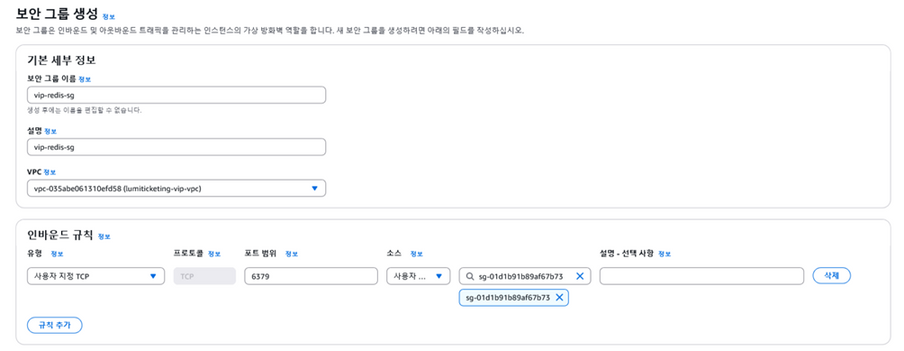 보안 그룹 생성 정보
보안 그룹은 인바운드 및 아웃바운드 트래픽을 관리하는 인스턴스의 가상 방화벽 역할을 합니다. 새 보안 그룹을 생성하려면 아래의 필드를 작성하십시오.
기본 세부 정보
보안 그룹 이름 정보
vip-redis-sg
생성 후에는 이름을 편집할 수 없습니다.
설명 정보
vip-redis-sg
VPC 정보
vpc-035abe061310efd58 (lumiticketing-vip-vpc)
인바운드 규칙 정보
유형 정보 프로토콜 정보 포트 범위 정보 소스 정보 설명 - 선택 사항 정보
사용자 지정 TCP TCP 6379 사용자 ... sg-01d1b91b89af67b73 삭제
sg-01d1b91b89af67b73
규칙 추가